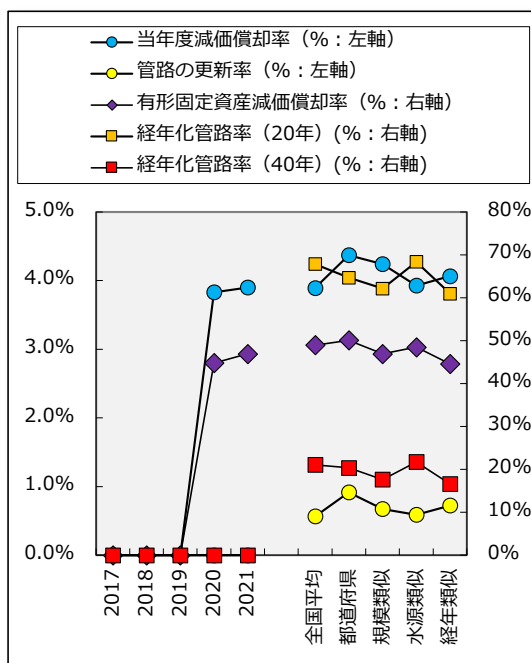 当年度減価償却率（%：左軸）
管路の更新率（%：左軸）
有形固定資産減価償却率（%：右軸）
経年化管路率（20年）(%：右軸)
経年化管路率（40年）(%：右軸)
5.0%
4.0%
3.0%
2.0%
1.0%
0.0%
80%
70%
60%
50%
40%
30%
20%
10%
0%
2017
2018
2019
2020
2021
全国平均
都道府県
規模類似
水源類似
経年類似